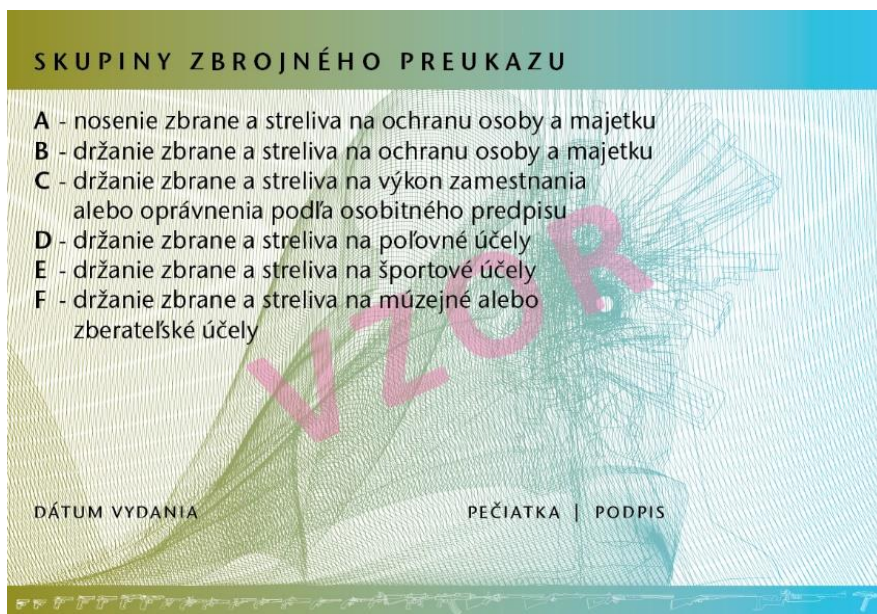 SKUPINY ZBROJNÉHO PREUKAZU
A - nosenie zbrane a streliva na ochranu osoby a majetku
B - držanie zbrane a streliva na ochranu osoby a majetku
C - držanie zbrane a streliva na výkon zamestnania
alebo oprávnenia podľa osobitného predpisu
D - držanie zbrane a streliva na poľovné účely
E - držanie zbrane a streliva na športové účely
F - držanie zbrane a streliva na múzejné alebo
zberateľské účely
VZOR
DÁTUM VYDANIA
PEČIATKA | PODPIS